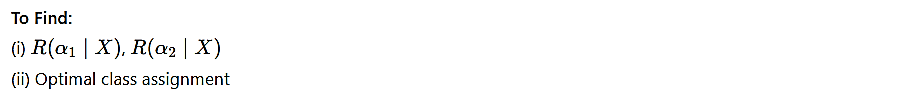 To Find:
(i) R(α₁ | X), R(α₂ | X)
(ii) Optimal class assignment